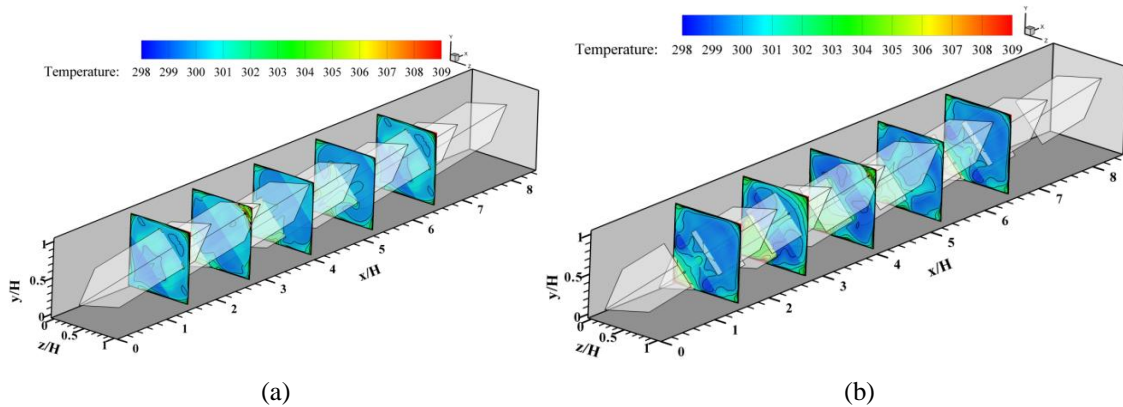 298 299 300 301 302 303 304 305 306 307 308 309
Temperature:
Y
X
Z
1
0.5
0
y/H
0 0.5 1
z/H
0 1 2 3 4 5 6 7 8
x/H
(a)
298 299 300 301 302 303 304 305 306 307 308 309
Temperature:
Y
X
Z
1
0.5
0
y/H
0 0.5 1
z/H
0 1 2 3 4 5 6 7 8
x/H
(b)